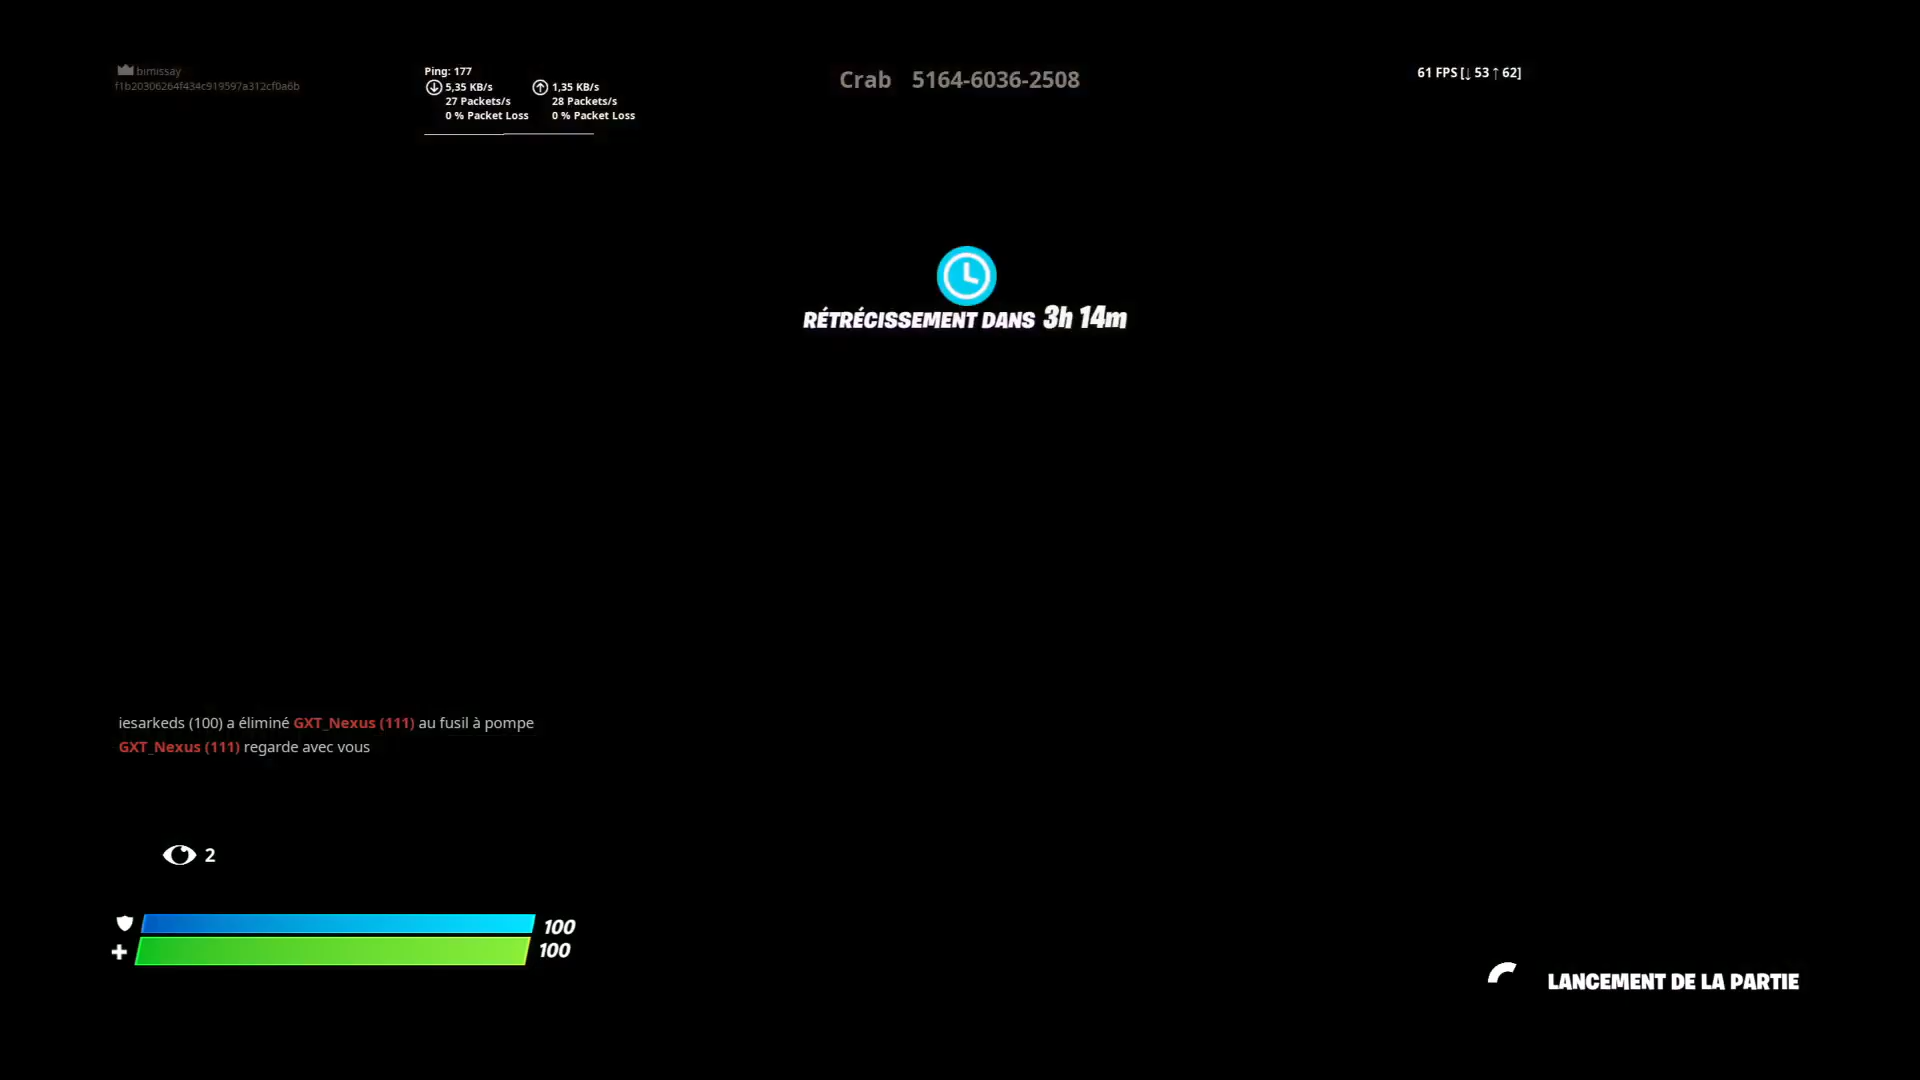 bimissay
f1b20306264f434c919597a312cf0a6b
Ping: 177
5,35 KB/s
27 Packets/s
0 % Packet Loss
1,35 KB/s
28 Packets/s
0 % Packet Loss
Crab 5164-6036-2508
61 FPS [↓ 53 ↑ 62]
RÉTRÉCISSEMENT DANS 3h 14m
iesarkeds (100) a éliminé GXT_Nexus (111) au fusil à pompe
GXT_Nexus (111) regarde avec vous
2
100
100
LANCEMENT DE LA PARTIE